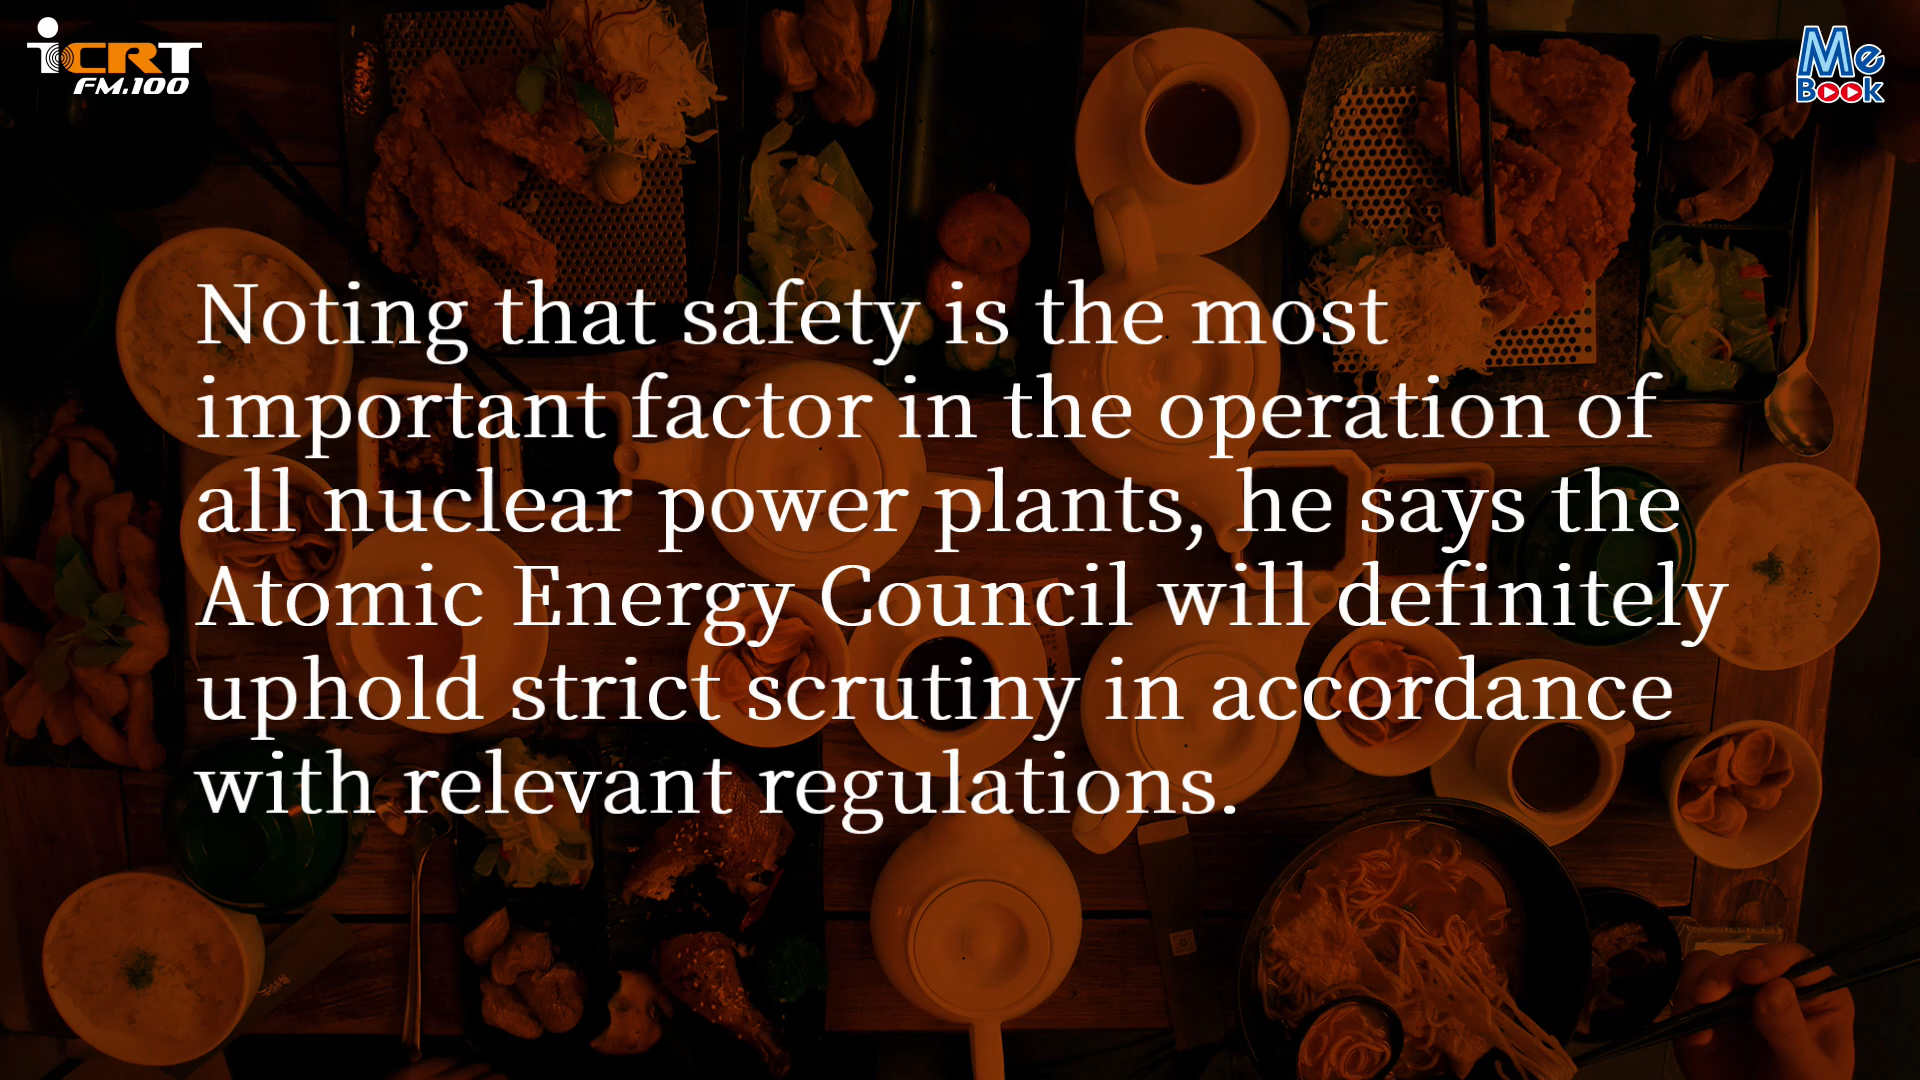 iCRT
FM.100
Me
Book
Noting that safety is the most
important factor in the operation of
all nuclear power plants, he says the
Atomic Energy Council will definitely
uphold strict scrutiny in accordance
with relevant regulations.